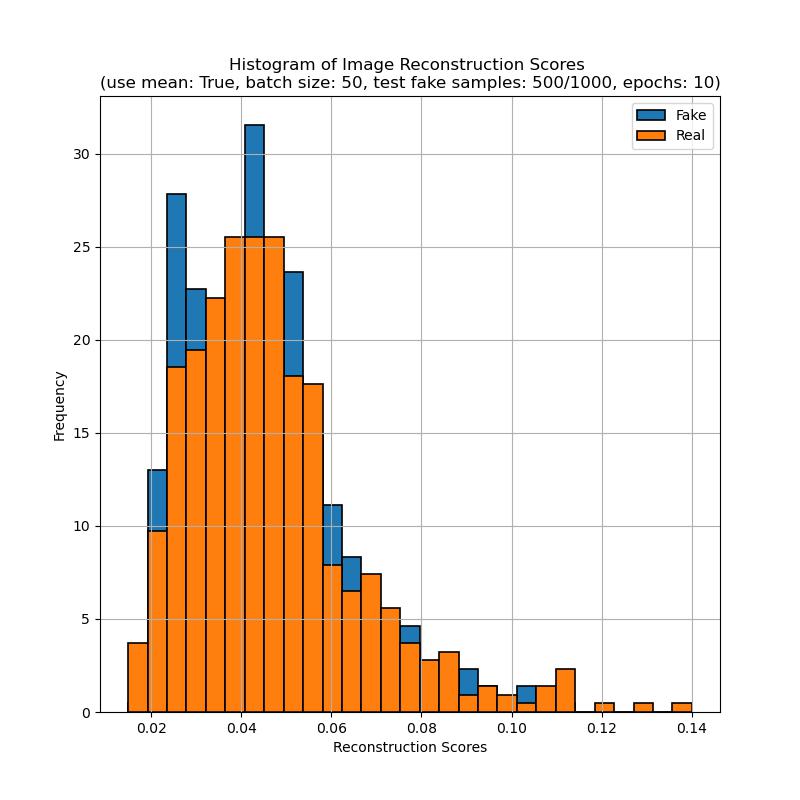 Histogram of Image Reconstruction Scores
(use mean: True, batch size: 50, test fake samples: 500/1000, epochs: 10)
Fake
Real
30
25
20
15
10
5
0
Frequency
0.02 0.04 0.06 0.08 0.10 0.12 0.14
Reconstruction Scores